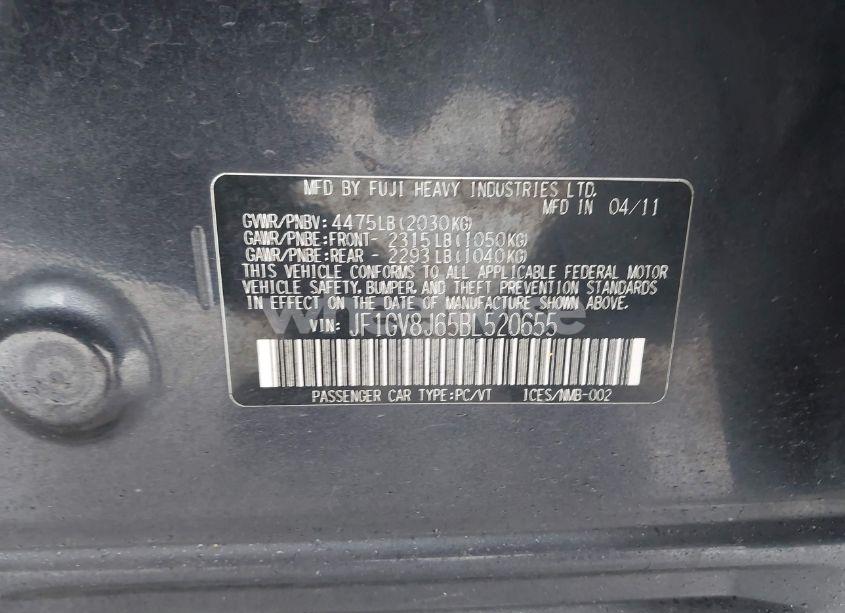 MFD BY FUJI HEAVY INDUSTRIES LTD.
MFD IN 04/11
GVWR/PNBV: 4475LB(2030KG)
GAWR/PNBE:FRONT- 2315LB(1050KG)
GAWR/PNBE:REAR - 2293LB(1040KG)
THIS VEHICLE CONFORMS TO ALL APPLICABLE FEDERAL MOTOR
VEHICLE SAFETY, BUMPER, AND THEFT PREVENTION STANDARDS
IN EFFECT ON THE DATE OF MANUFACTURE SHOWN ABOVE.
VIN: JF1GV8J65BL520655
PASSENGER CAR TYPE:PC/VT ICES/NMB-002